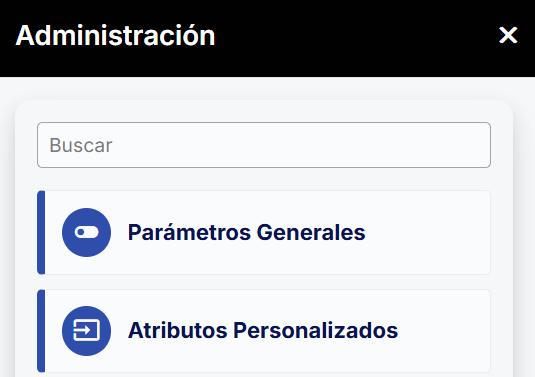 Administración
Buscar
Parámetros Generales
Atributos Personalizados